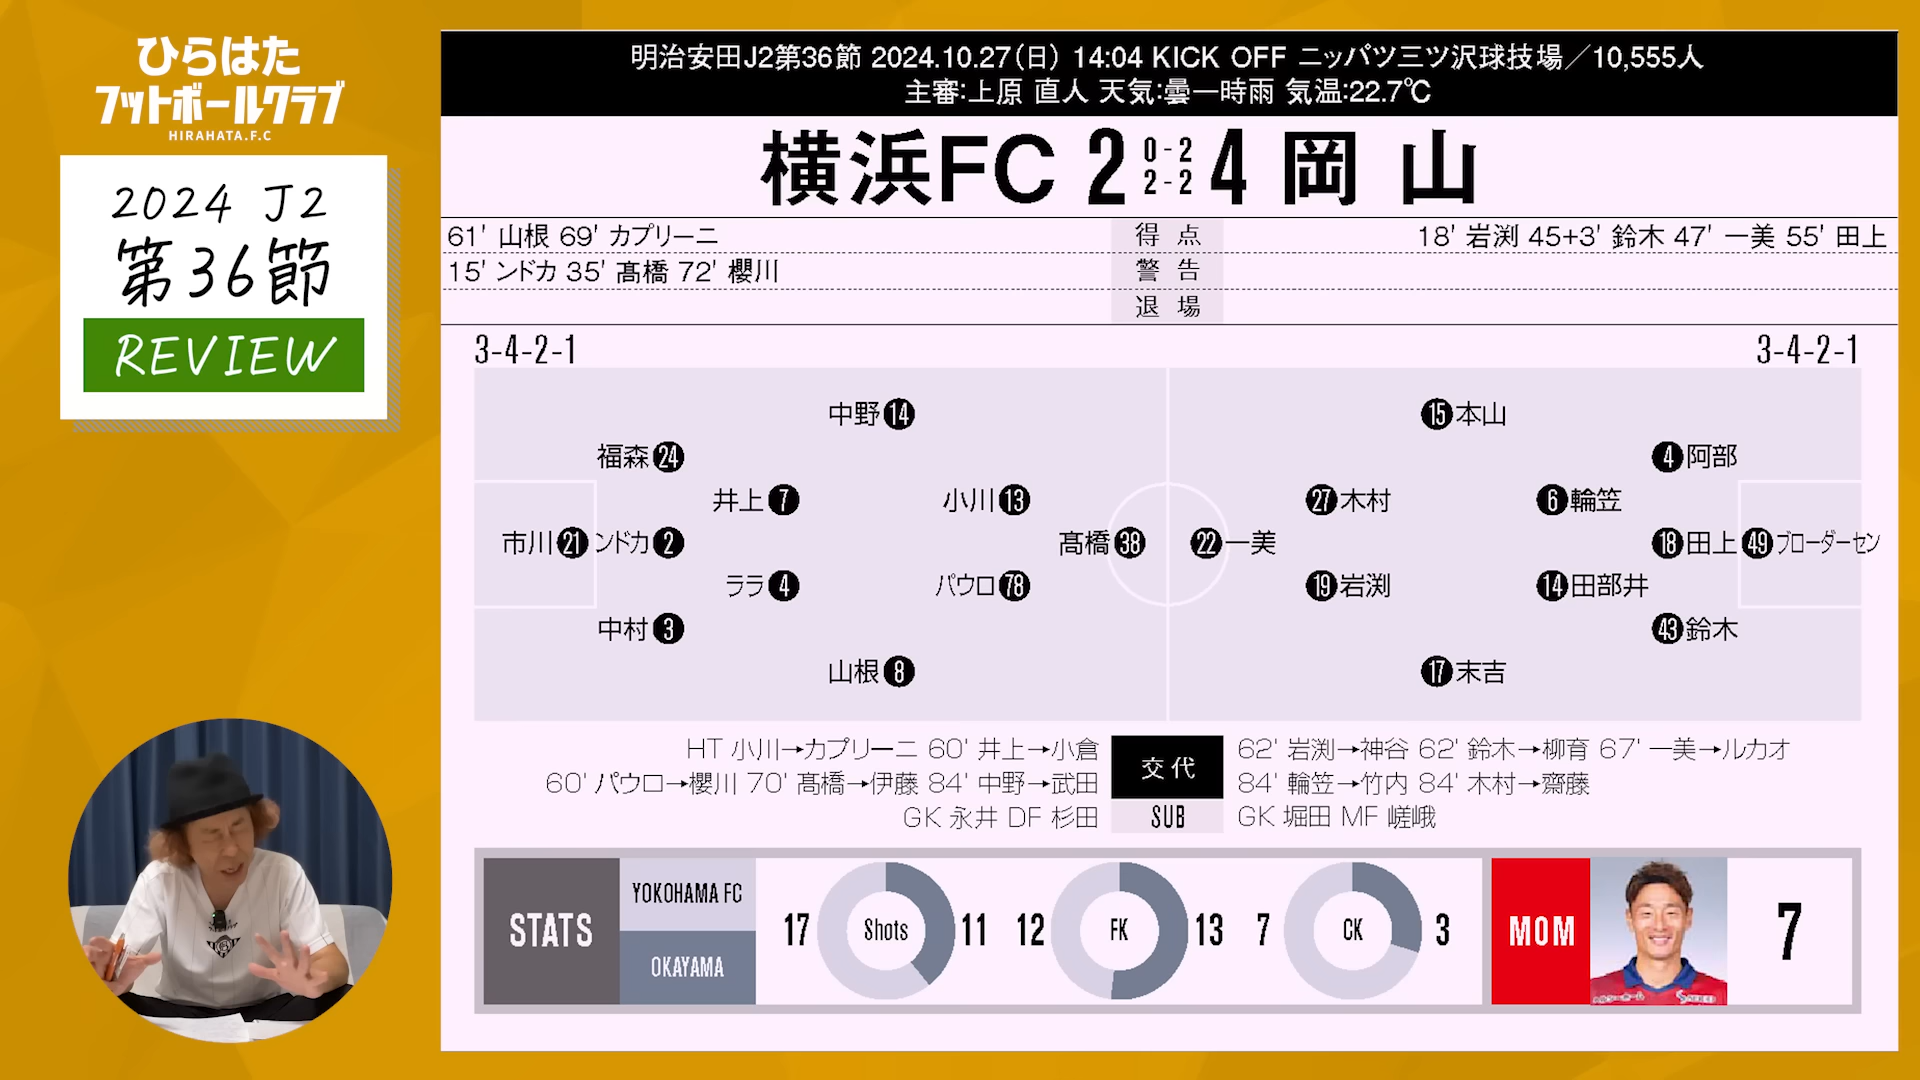 ひらはた
フットボールクラブ
HIRAHATA.F.C
2024 J2
第36節
REVIEW
明治安田J2第36節 2024.10.27(日) 14:04 KICK OFF ニッパツ三ツ沢球技場／10,555人
主審:上原 直人 天気:曇一時雨 気温:22.7℃
横浜FC 2 0-2 2-2 4 岡山
61' 山根 69' カプリーニ 得点 18' 岩渕 45+3' 鈴木 47' 一美 55' 田上
15' ンドカ 35' 髙橋 72' 櫻川 警告
退場
3-4-2-1 3-4-2-1
中野 14 15 本山
福森 24 4 阿部
井上 7 小川 13 27 木村 6 輪笠
市川 21 ンドカ 2 髙橋 38 22 一美 18 田上 49 ブローダーセン
ララ 4 パウロ 78 19 岩渕 14 田部井
中村 3 43 鈴木
山根 8 17 末吉
HT 小川→カプリーニ 60' 井上→小倉 交代 62' 岩渕→神谷 62' 鈴木→柳育 67' 一美→ルカオ
60' パウロ→櫻川 70' 髙橋→伊藤 84' 中野→武田 84' 輪笠→竹内 84' 木村→齋藤
GK 永井 DF 杉田 SUB GK 堀田 MF 嵯峨
STATS
YOKOHAMA FC
OKAYAMA
17 Shots 11 12 FK 13 7 CK 3
MOM 7